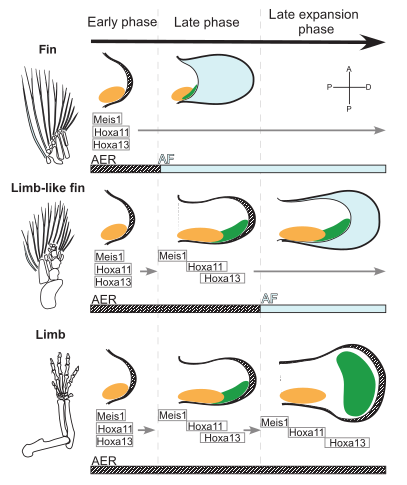 Early phase
Late phase
Late expansion
phase
Fin
A
P D
P
Meis1
Hoxa11
Hoxa13
AER
AF
Limb-like fin
Meis1
Hoxa11
Hoxa13
Meis1
Hoxa11
Hoxa13
AER
AF
Limb
Meis1
Hoxa11
Hoxa13
Meis1
Hoxa11
Hoxa13
Meis1
Hoxa11
Hoxa13
AER